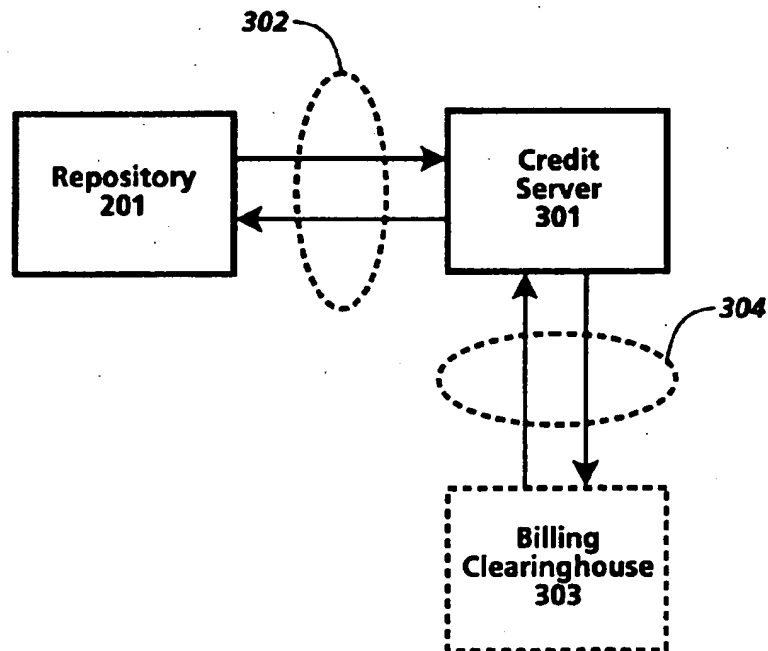 302
Repository
201
Credit
Server
301
304
Billing
Clearinghouse
303